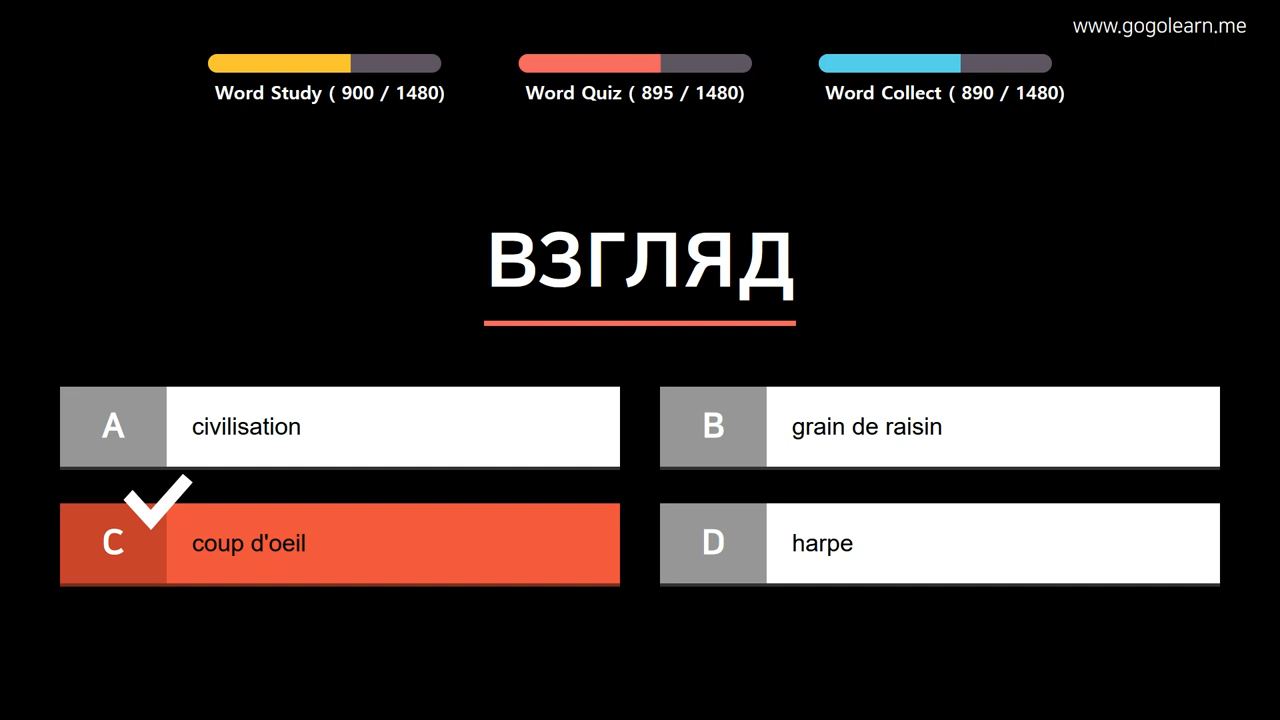 www.gogolearn.me
Word Study ( 900 / 1480)
Word Quiz ( 895 / 1480)
Word Collect ( 890 / 1480)
ВЗГЛЯД
A
civilisation
B
grain de raisin
C
coup d'oeil
D
harpe